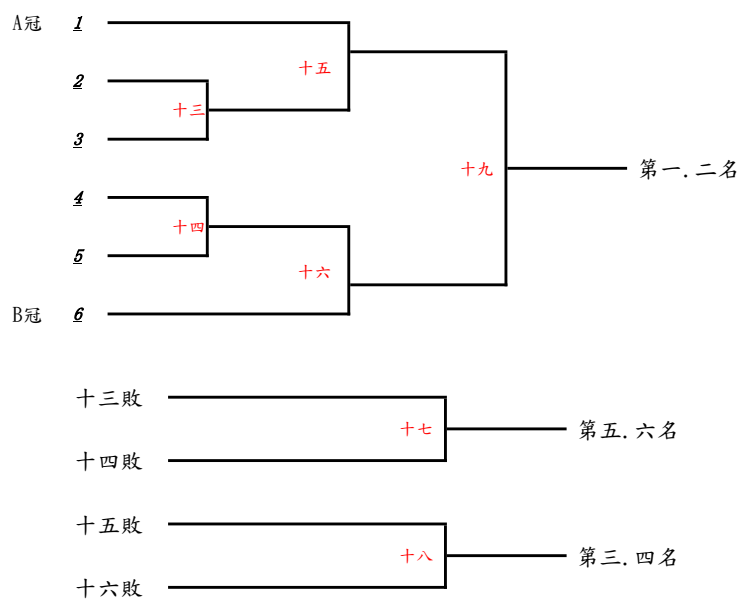 A冠 1
十五
2
十三
3
十九 第一.二名
4
十四
5
十六
B冠 6
十三敗
十七 第五.六名
十四敗
十五敗
十八 第三.四名
十六敗